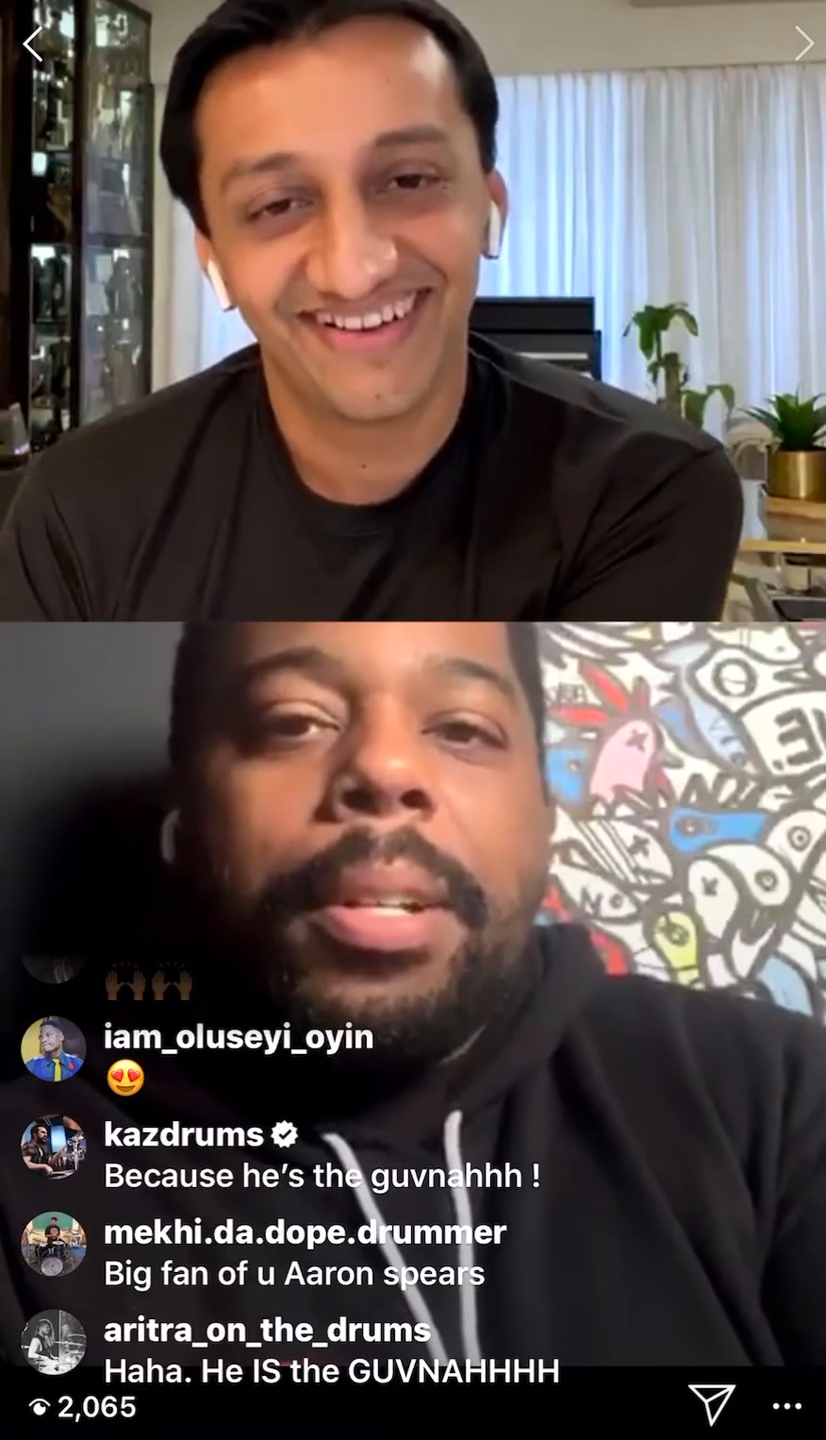 🙌🏿🙌🏿
iam_oluseyi_oyin
😍
kazdrums
Because he’s the guvnahhh !
mekhi.da.dope.drummer
Big fan of u Aaron spears
aritra_on_the_drums
Haha. He IS the GUVNAHHHH
2,065